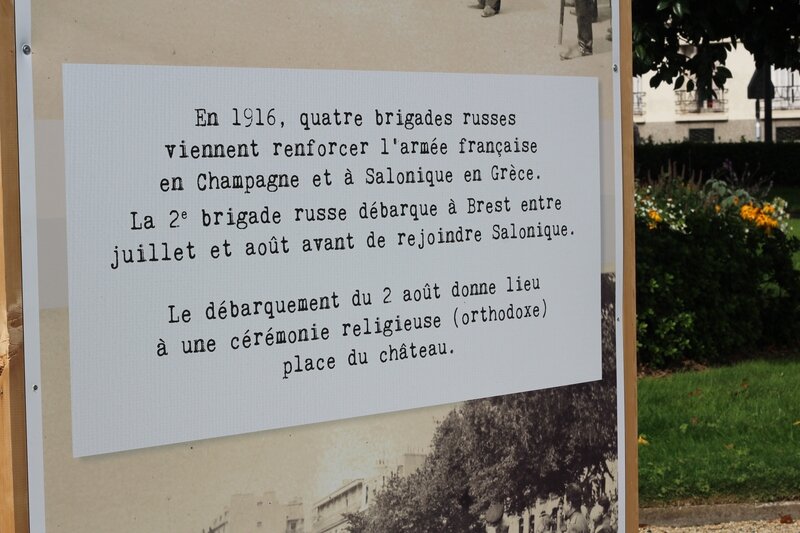 En 1916, quatre brigades russes
viennent renforcer l'armée française
en Champagne et à Salonique en Grèce.
La 2e brigade russe débarque à Brest entre
juillet et août avant de rejoindre Salonique.
Le débarquement du 2 août donne lieu
à une cérémonie religieuse (orthodoxe)
place du château.